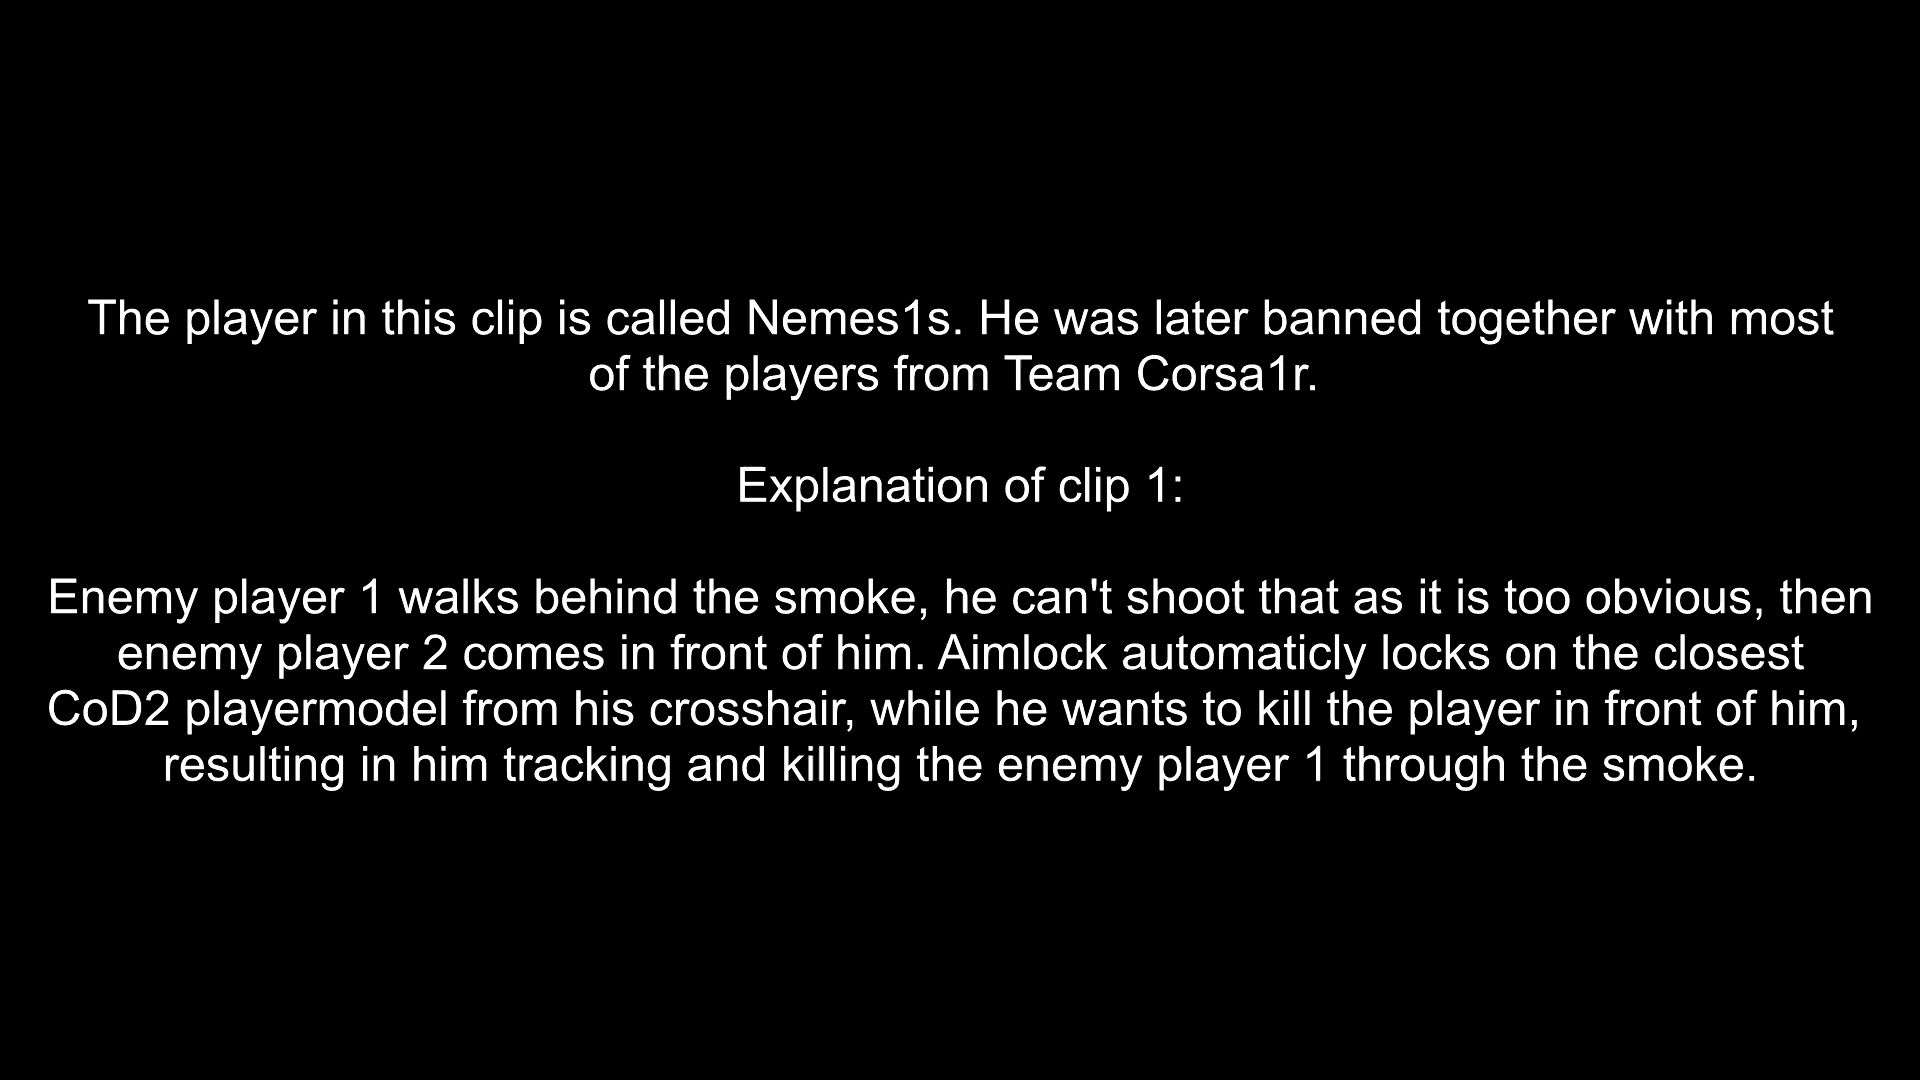 The player in this clip is called Nemes1s. He was later banned together with most
of the players from Team Corsa1r.
Explanation of clip 1:
Enemy player 1 walks behind the smoke, he can't shoot that as it is too obvious, then
enemy player 2 comes in front of him. Aimlock automaticly locks on the closest
CoD2 playermodel from his crosshair, while he wants to kill the player in front of him,
resulting in him tracking and killing the enemy player 1 through the smoke.